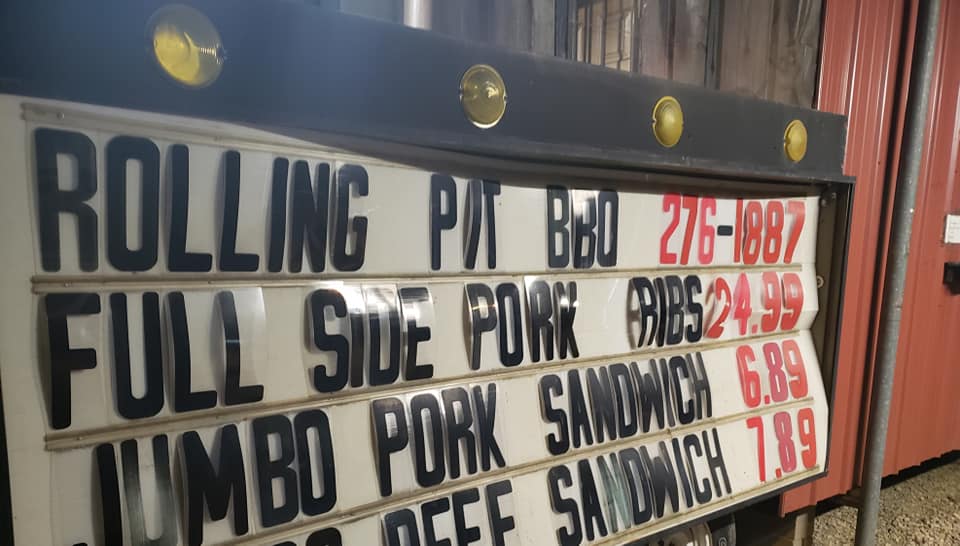 ROLLING PIT BBO 276-1887
FULL SIDE PORK RIBS 24.99
JUMBO PORK SANDWICH 6.89
BEEF SANDWICH 7.89